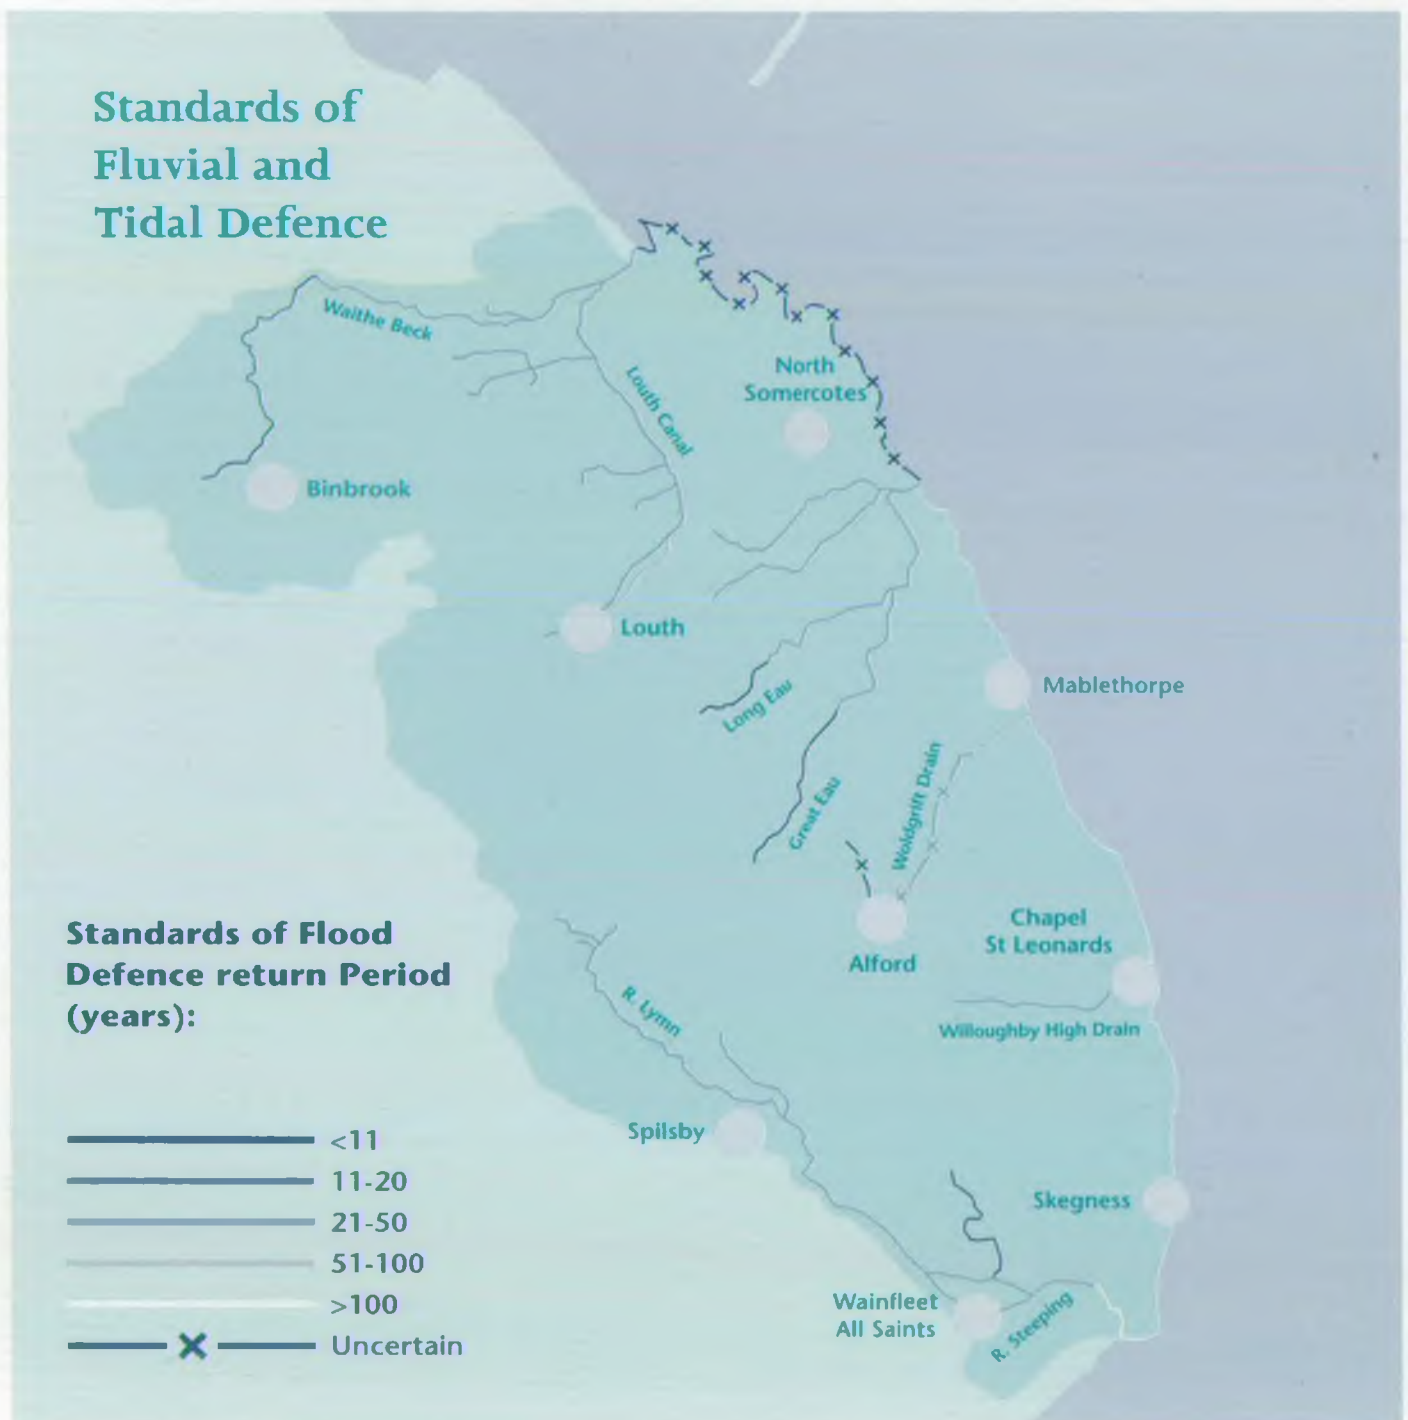 Standards of
Fluvial and
Tidal Defence
Waithe Beck
Louth Canal
North
Somercotes
Binbrook
Louth
Mablethorpe
Long Eau
Great Eau
Woldgrift Drain
Alford
Chapel
St Leonards
Willoughby High Drain
R. Lymn
Spilsby
Skegness
Wainfleet
All Saints
R. Steeping
Standards of Flood
Defence return Period
(years):
<11
11-20
21-50
51-100
>100
Uncertain